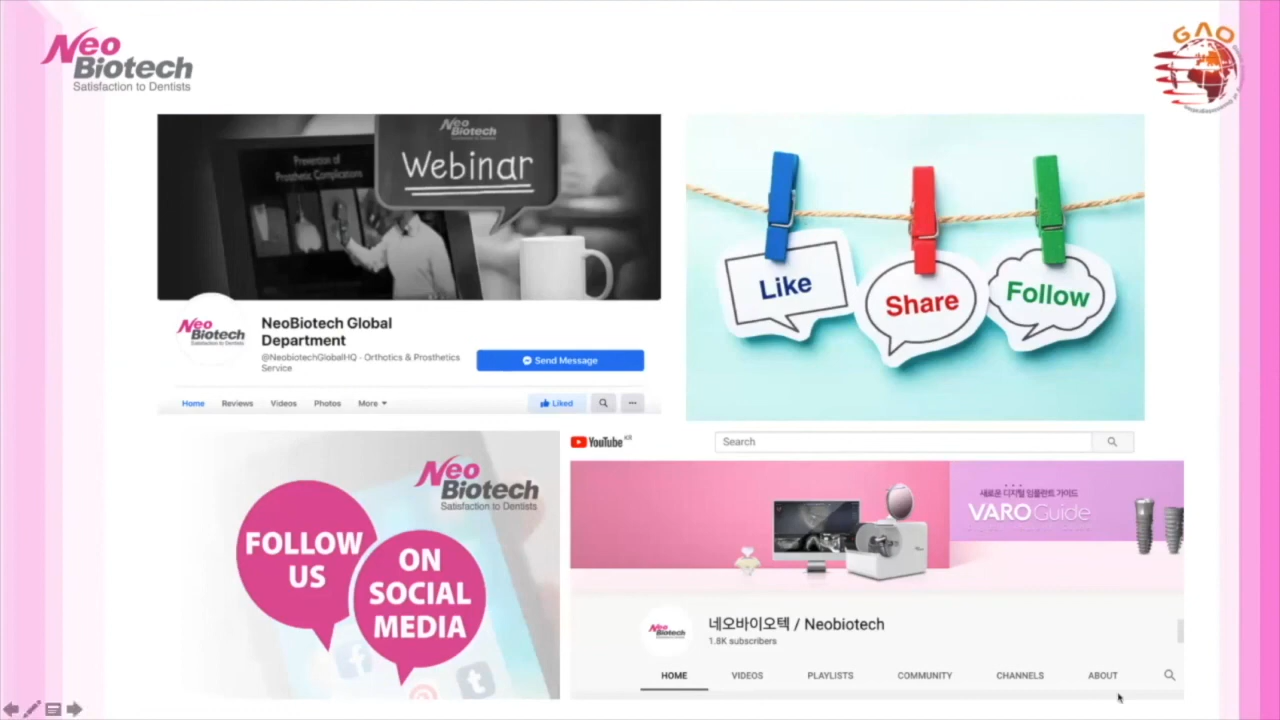 Neo
Biotech
Satisfaction to Dentists
GAO
Neo
Biotech
Webinar
Prevention of
Prosthetic Complications
Neo
Biotech
Satisfaction to Dentists
NeoBiotech Global
Department
@NeobiotechGlobalHQ · Orthotics & Prosthetics
Service
Send Message
Home Reviews Videos Photos More
Liked
Like
Share
Follow
Neo
Biotech
Satisfaction to Dentists
FOLLOW
US
ON
SOCIAL
MEDIA
YouTube KR
Search
새로운 디지털 임플란트 가이드
VARO Guide
Neo
Biotech
네오바이오텍 / Neobiotech
1.8K subscribers
HOME VIDEOS PLAYLISTS COMMUNITY CHANNELS ABOUT